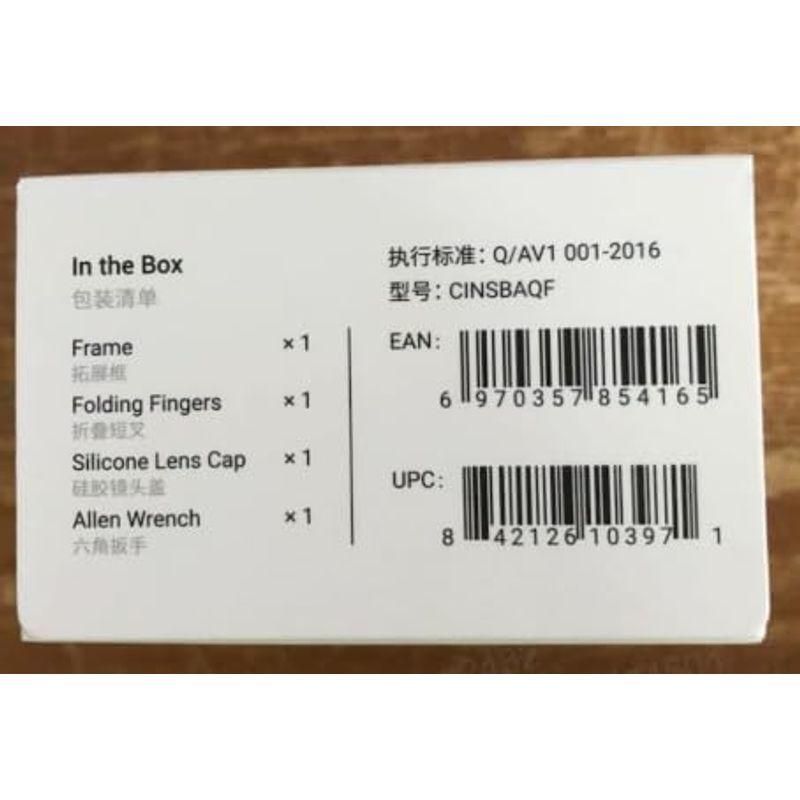 In the Box
包装清单
Frame × 1
拓展框
Folding Fingers × 1
折叠短叉
Silicone Lens Cap × 1
硅胶镜头盖
Allen Wrench × 1
六角扳手
执行标准: Q/AV1 001-2016
型号: CINSBAQF
EAN:
6 970357 854165
UPC:
8 42126 10397 1